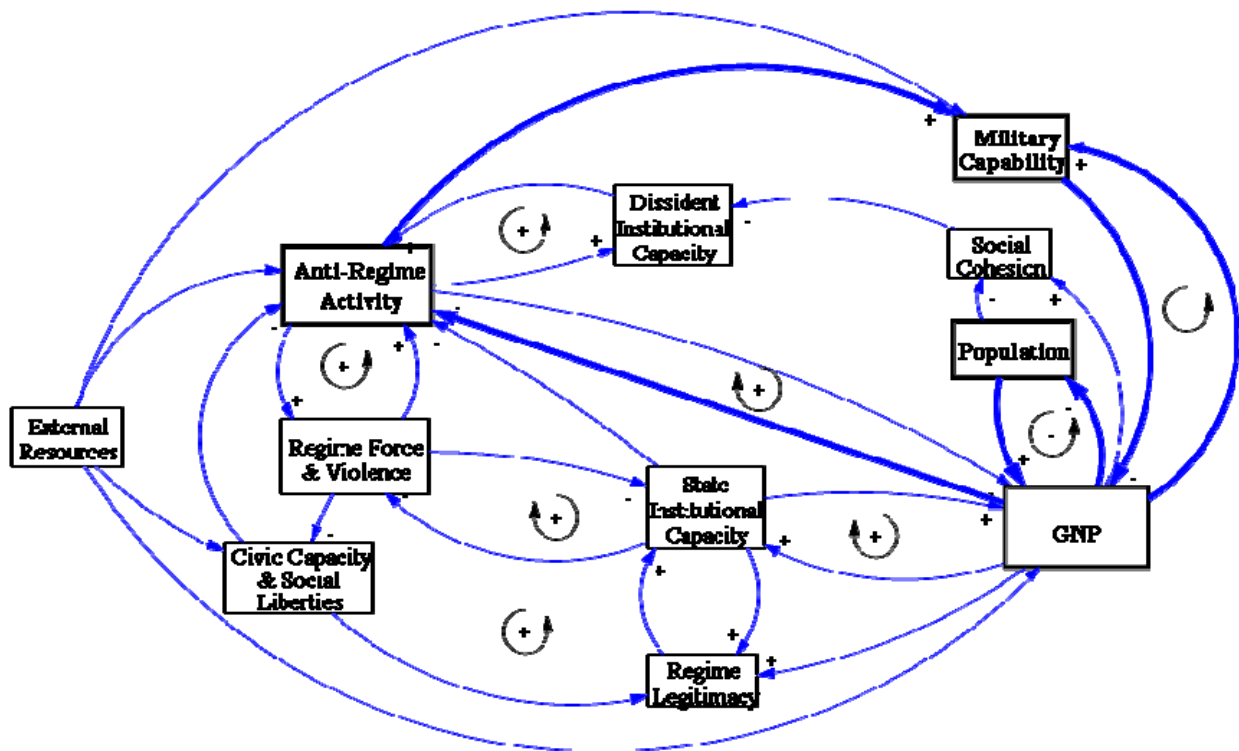 Military
Capability
Dissident
Institutional
Capacity
Social
Cohesion
Anti-Regime
Activity
Population
External
Resources
Regime Force
& Violence
State
Institutional
Capacity
GNP
Civic Capacity
& Social
Liberties
Regime
Legitimacy